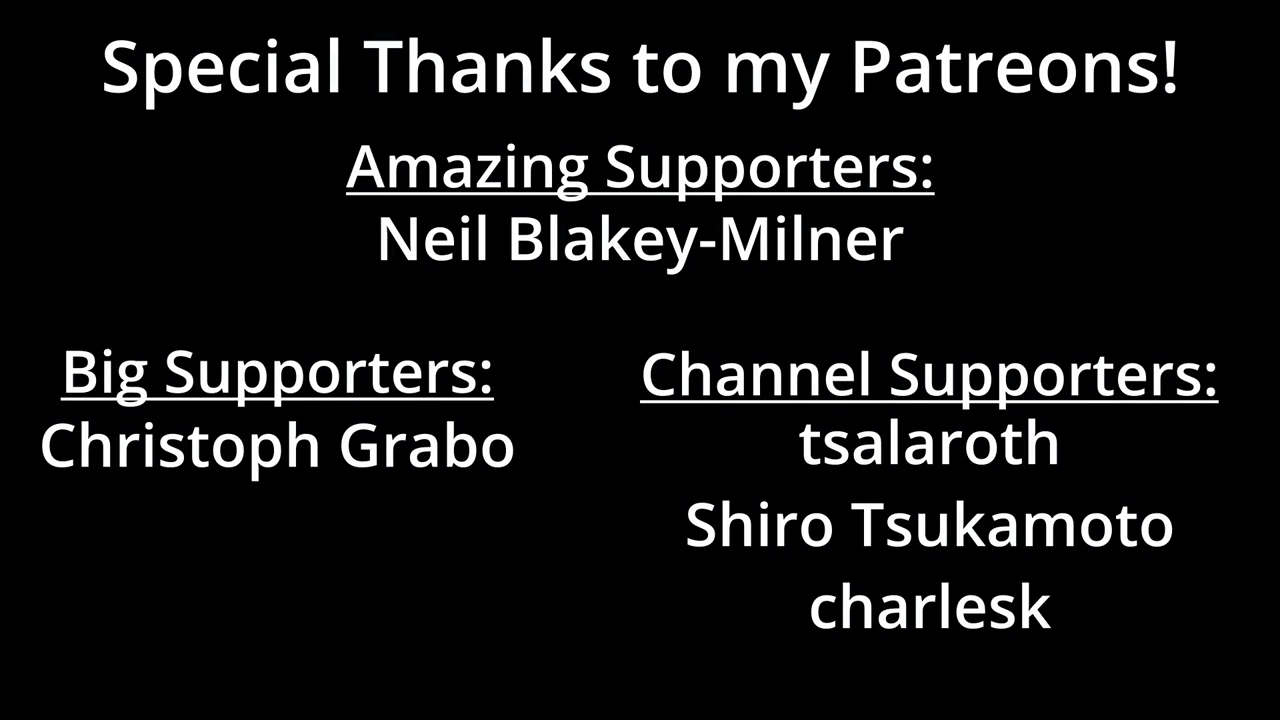 Special Thanks to my Patreons!
Amazing Supporters:
Neil Blakey-Milner
Big Supporters:
Christoph Grabo
Channel Supporters:
tsalaroth
Shiro Tsukamoto
charlesk